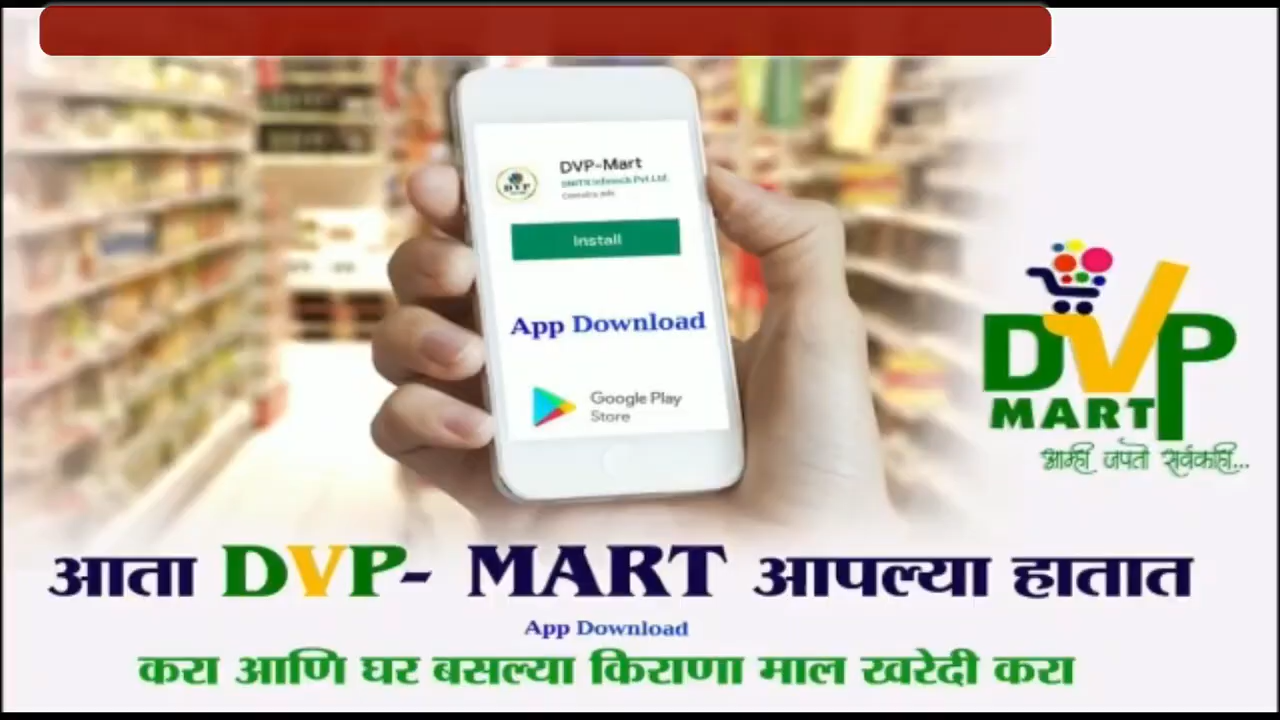 DVP-Mart
Install
App Download
Google Play
Store
DVP
MART
आम्ही जपतो सर्वकाही...
आता DVP- MART आपल्या हातात
App Download
करा आणि घर बसल्या किराणा माल खरेदी करा